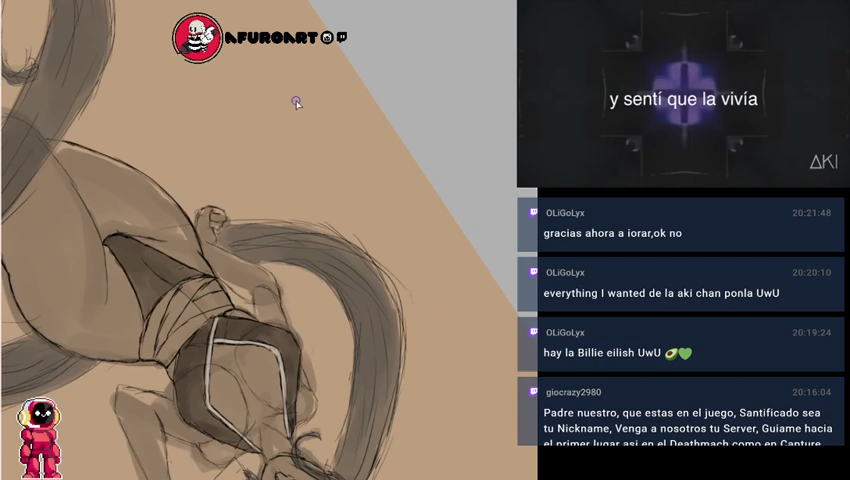 AFUROART
y sentí que la vivía
AKI
OLiGoLyx 20:21:48
gracias ahora a iorar,ok no
OLiGoLyx 20:20:10
everything I wanted de la aki chan ponla UwU
OLiGoLyx 20:19:24
hay la Billie eilish UwU 🥑💚
giocrazy2980 20:16:04
Padre nuestro, que estas en el juego, Santificado sea
tu Nickname, Venga a nosotros tu Server, Guiame hacia
el primer lugar asi en el Deathmach como en Capture